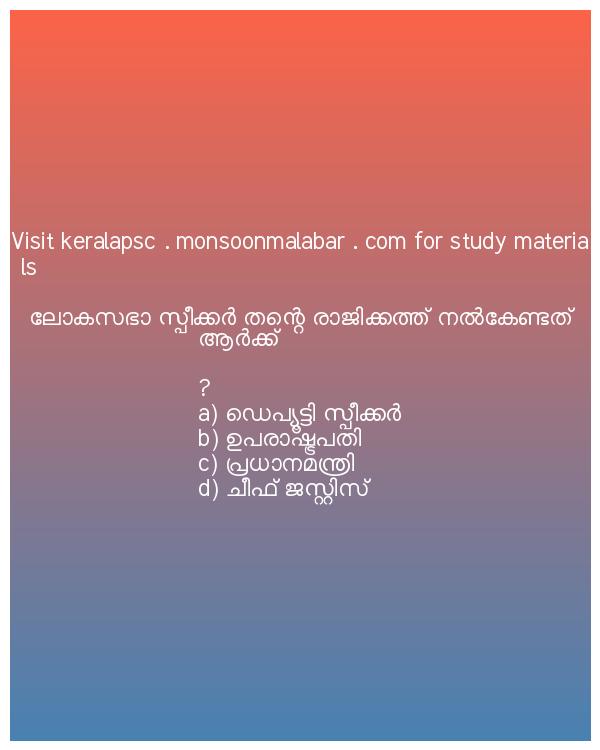 Visit keralapsc . monsoonmalabar . com for study materia
ls
ലോകസഭാ സ്പീക്കർ തന്റെ രാജിക്കത്ത് നൽകേണ്ടത്
ആർക്ക്
?
a) ഡെപ്യൂട്ടി സ്പീക്കർ
b) ഉപരാഷ്ട്രപതി
c) പ്രധാനമന്ത്രി
d) ചീഫ് ജസ്റ്റിസ്